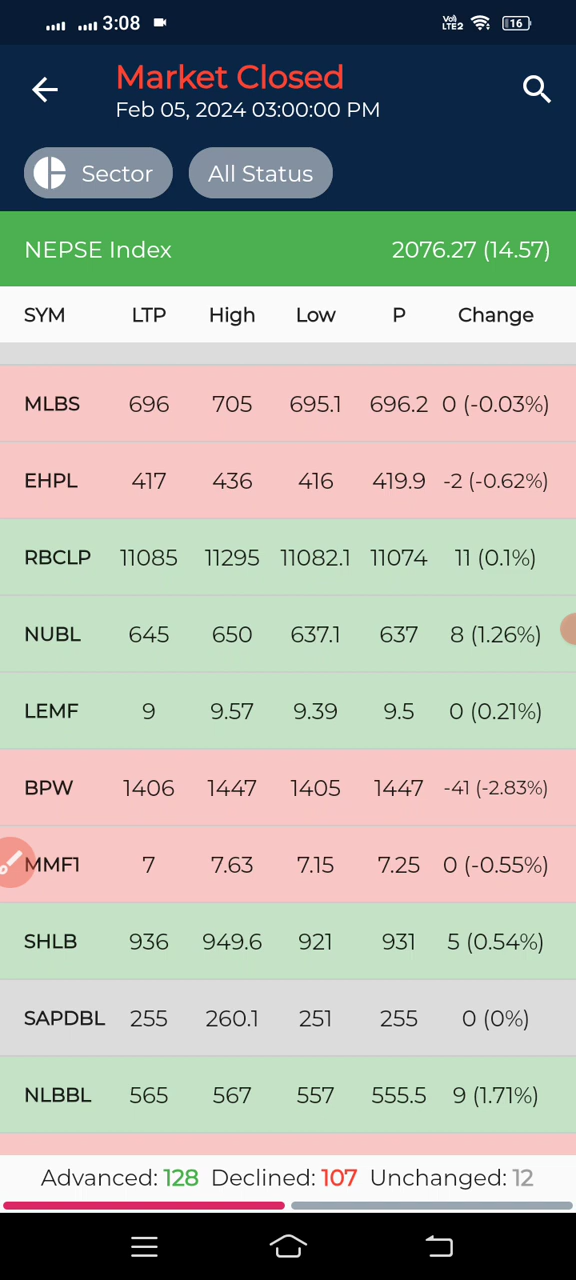 3:08 Vo) LTE2 16
Market Closed
Feb 05, 2024 03:00:00 PM
Sector All Status
NEPSE Index 2076.27 (14.57)
SYM LTP High Low P Change
MLBS 696 705 695.1 696.2 0 (-0.03%)
EHPL 417 436 416 419.9 -2 (-0.62%)
RBCLP 11085 11295 11082.1 11074 11 (0.1%)
NUBL 645 650 637.1 637 8 (1.26%)
LEMF 9 9.57 9.39 9.5 0 (0.21%)
BPW 1406 1447 1405 1447 -41 (-2.83%)
MMF1 7 7.63 7.15 7.25 0 (-0.55%)
SHLB 936 949.6 921 931 5 (0.54%)
SAPDBL 255 260.1 251 255 0 (0%)
NLBBL 565 567 557 555.5 9 (1.71%)
Advanced: 128 Declined: 107 Unchanged: 12